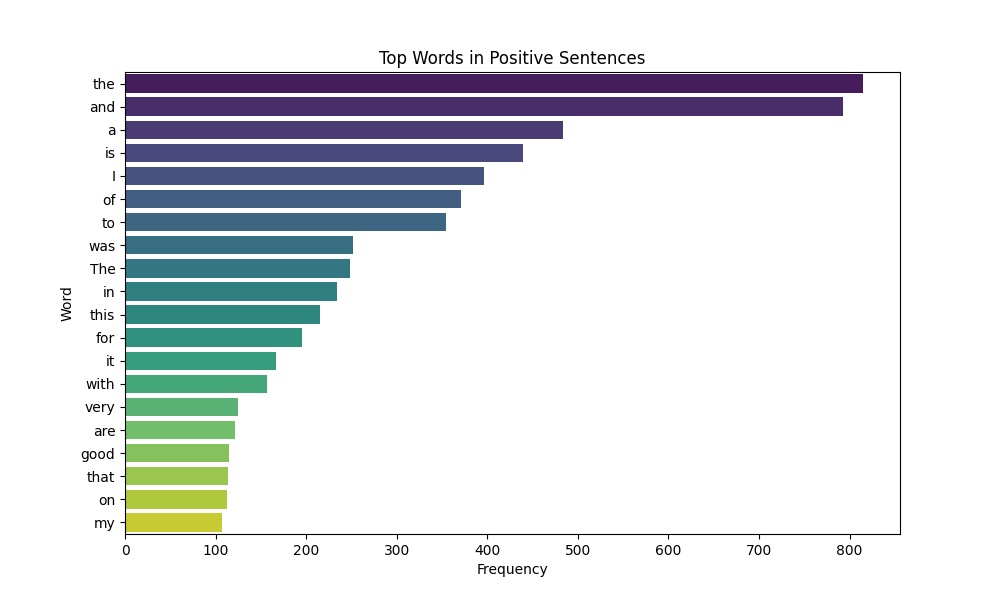 Top Words in Positive Sentences
the
and
a
is
I
of
to
was
The
in
this
for
it
with
very
are
good
that
on
my
Word
0 100 200 300 400 500 600 700 800
Frequency